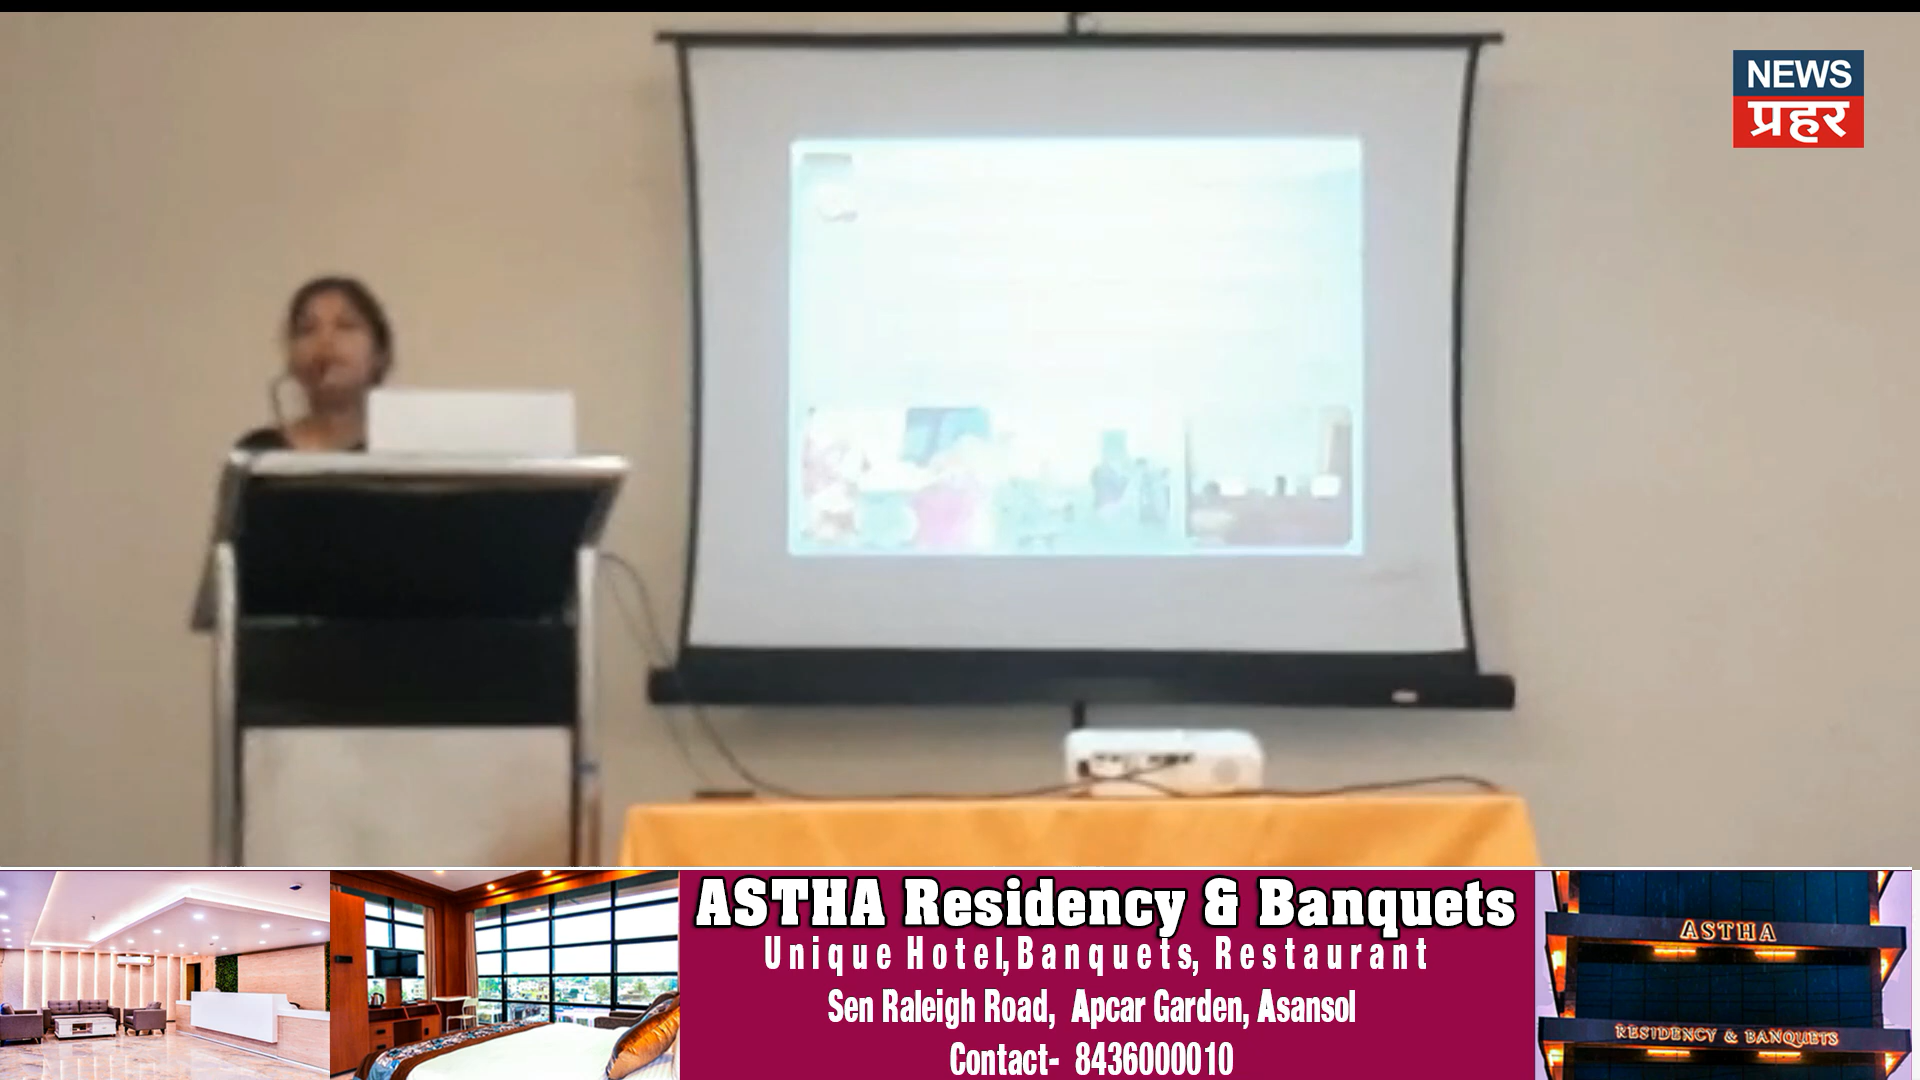 NEWS
प्रहर
ASTHA Residency & Banquets
Unique Hotel,Banquets, Restaurant
Sen Raleigh Road, Apcar Garden, Asansol
Contact- 8436000010
ASTHA
RESIDENCY & BANQUETS